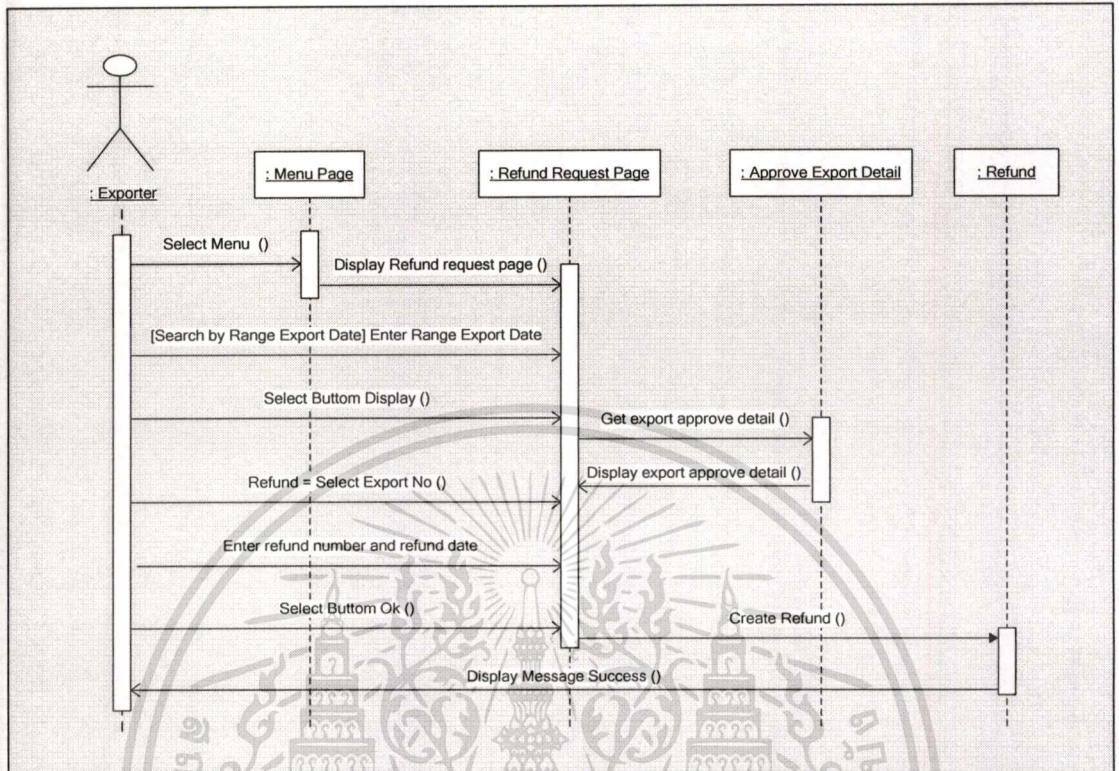 : Exporter
: Menu Page
: Refund Request Page
: Approve Export Detail
: Refund
Select Menu ()
Display Refund request page ()
[Search by Range Export Date] Enter Range Export Date
Select Buttom Display ()
Get export approve detail ()
Display export approve detail ()
Refund = Select Export No ()
Enter refund number and refund date
Select Buttom Ok ()
Create Refund ()
Display Message Success ()